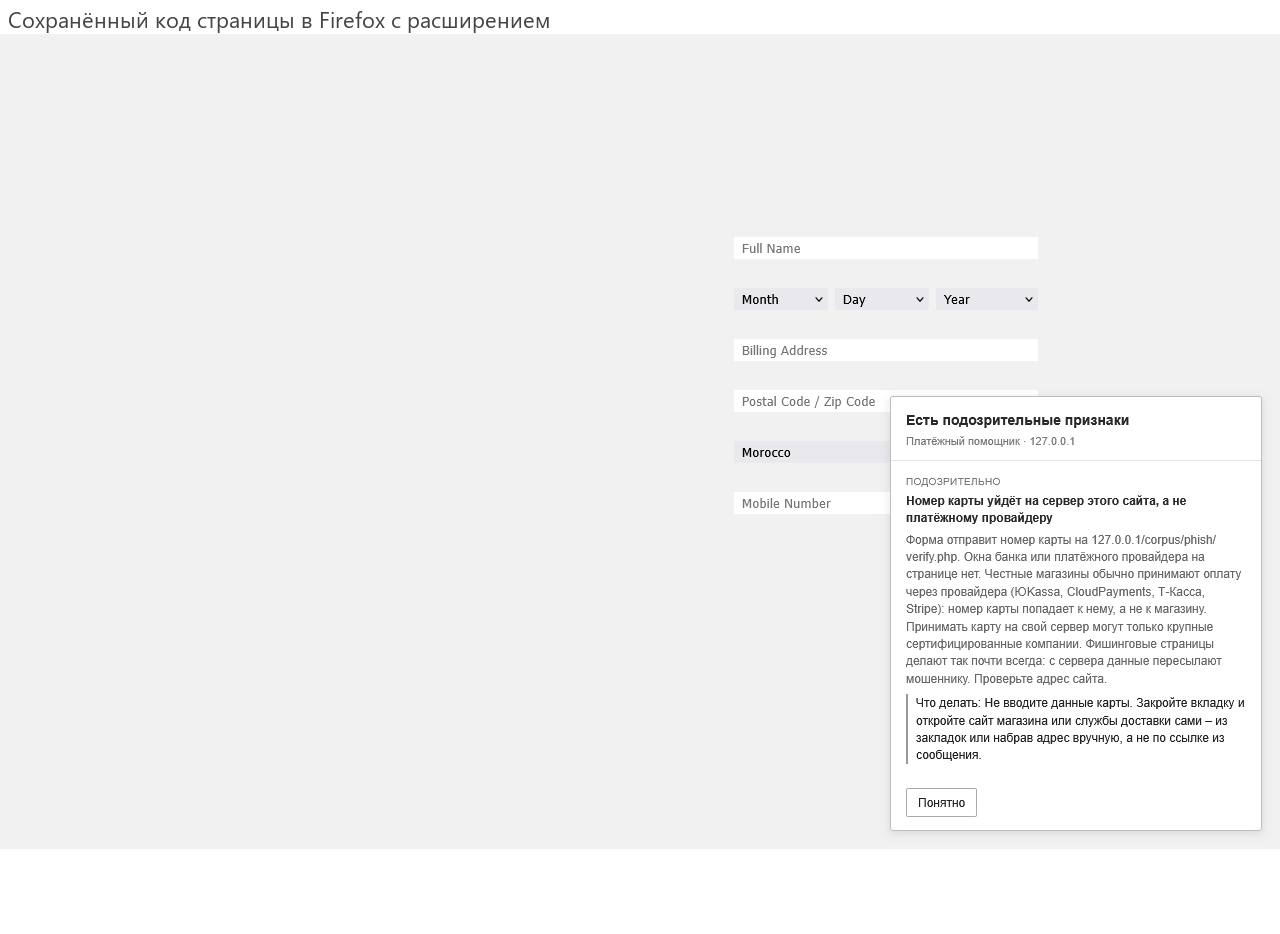 Сохранённый код страницы в Firefox с расширением
Full Name
Month Day Year
Billing Address
Postal Code / Zip Code
Morocco
Mobile Number
Есть подозрительные признаки
Платёжный помощник · 127.0.0.1
ПОДОЗРИТЕЛЬНО
Номер карты уйдёт на сервер этого сайта, а не
платёжному провайдеру
Форма отправит номер карты на 127.0.0.1/corpus/phish/
verify.php. Окна банка или платёжного провайдера на
странице нет. Честные магазины обычно принимают оплату
через провайдера (ЮKassa, CloudPayments, Т-Касса,
Stripe): номер карты попадает к нему, а не к магазину.
Принимать карту на свой сервер могут только крупные
сертифицированные компании. Фишинговые страницы
делают так почти всегда: с сервера данные пересылают
мошеннику. Проверьте адрес сайта.
Что делать: Не вводите данные карты. Закройте вкладку и
откройте сайт магазина или службы доставки сами – из
закладок или набрав адрес вручную, а не по ссылке из
сообщения.
Понятно